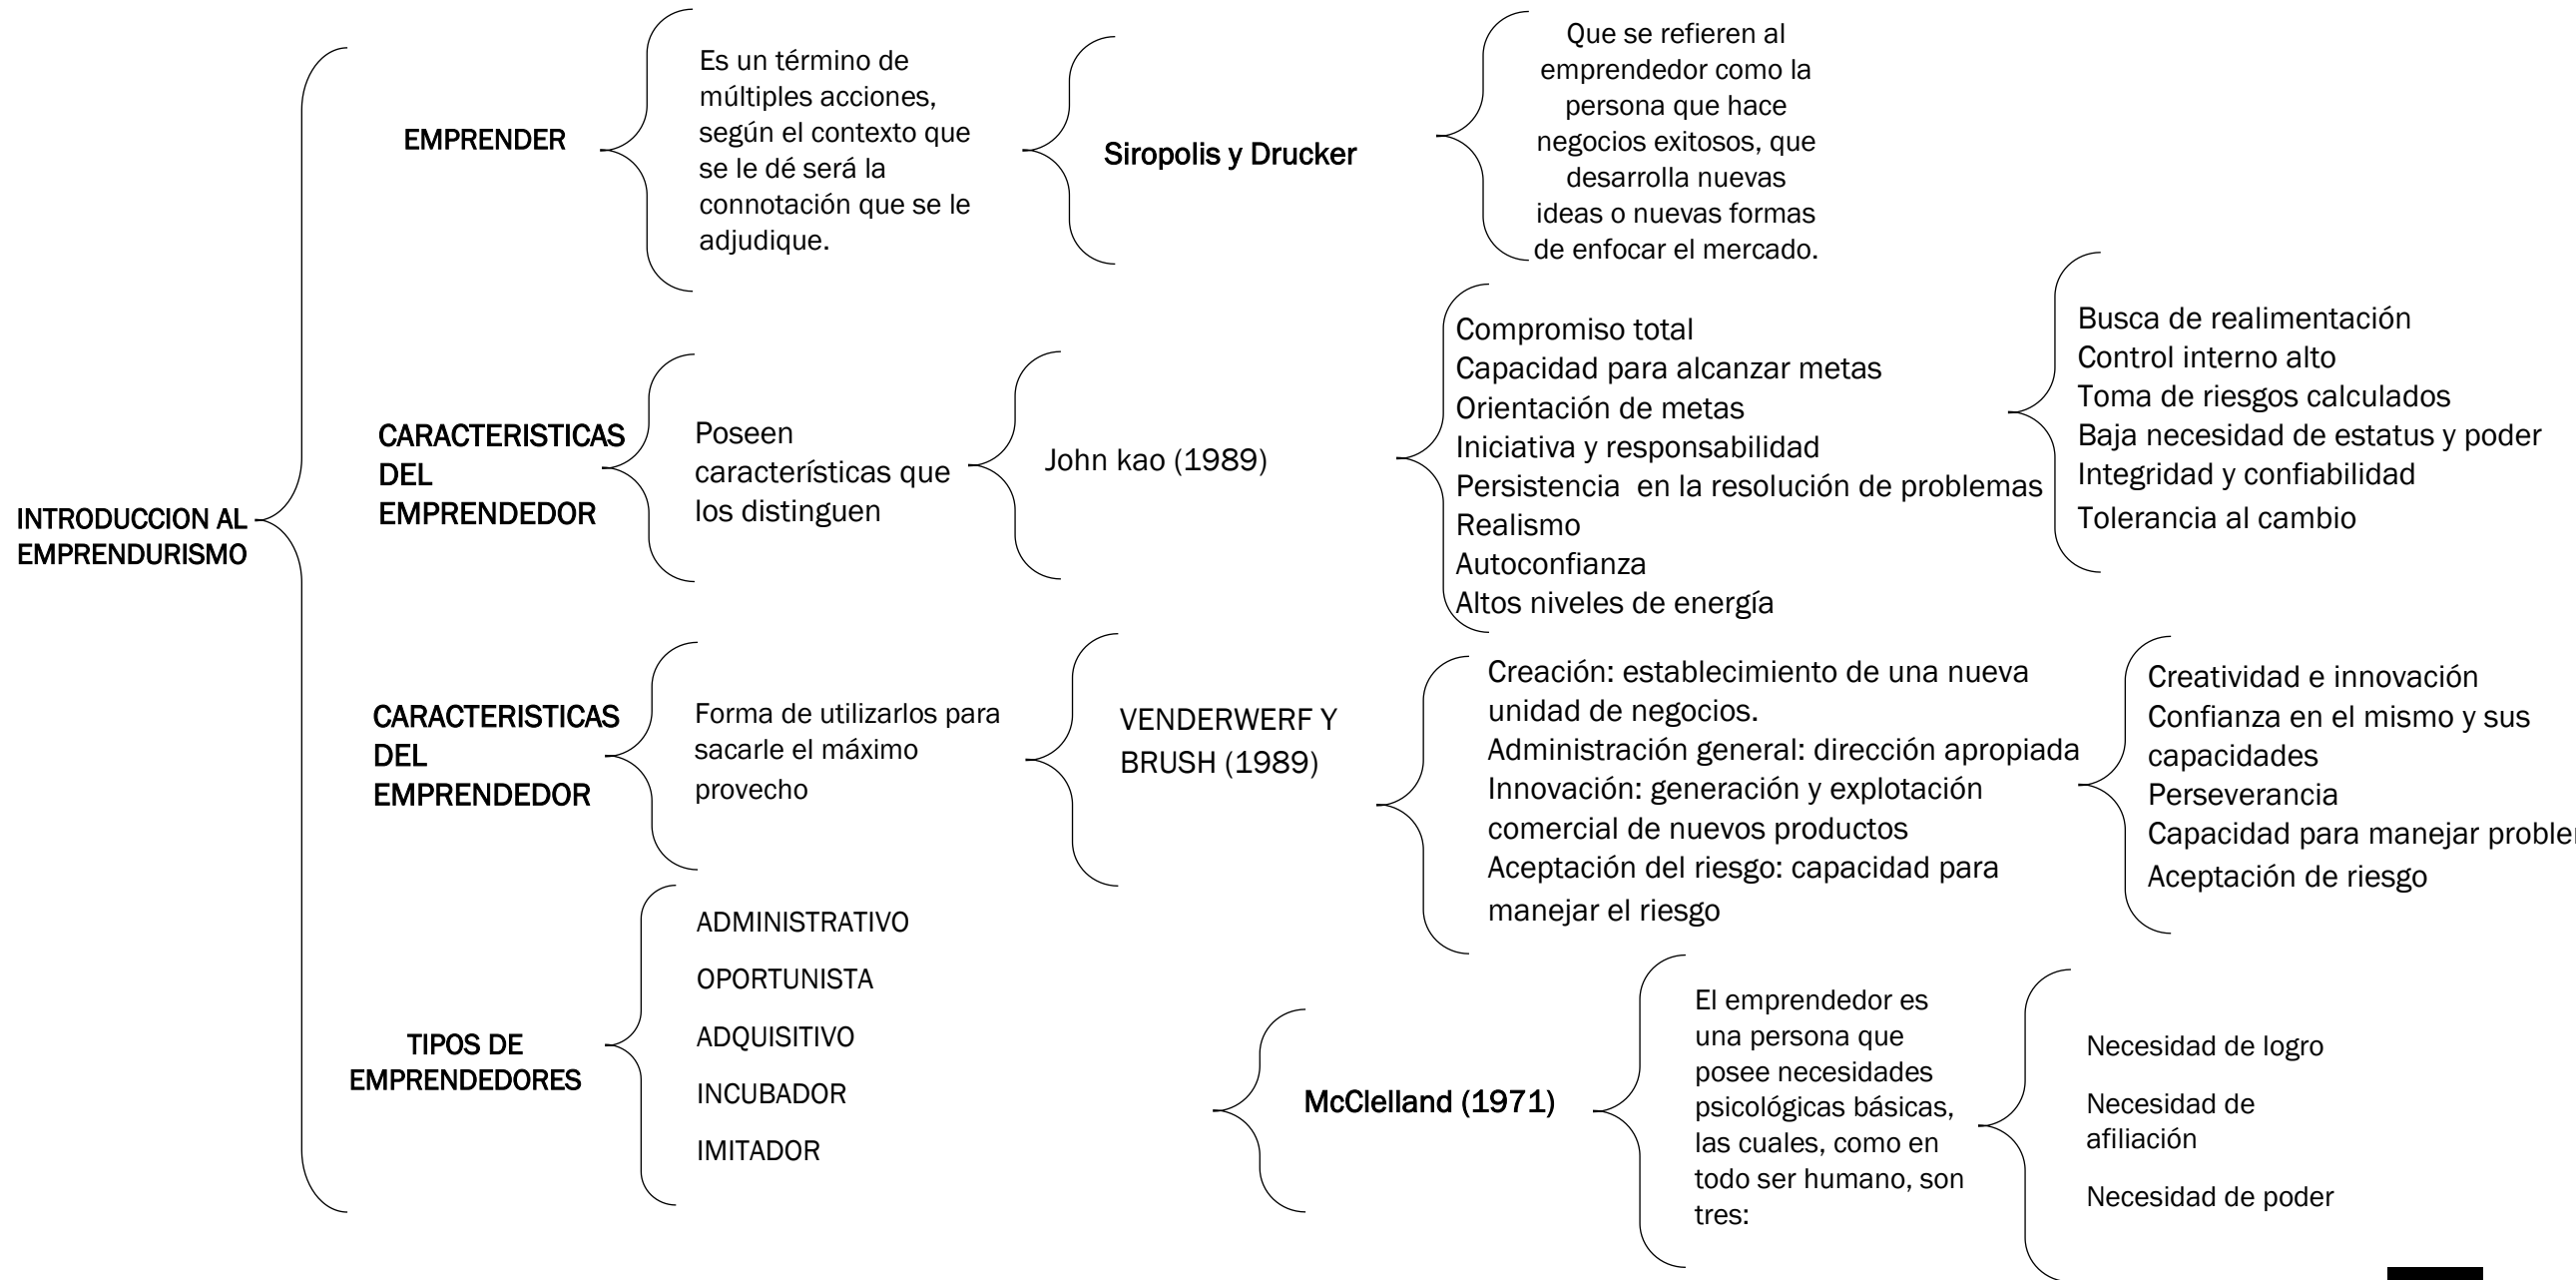 INTRODUCCION AL
EMPRENDURISMO
EMPRENDER
Es un término de
múltiples acciones,
según el contexto que
se le dé será la
connotación que se le
adjudique.
Siropolis y Drucker
Que se refieren al
emprendedor como la
persona que hace
negocios exitosos, que
desarrolla nuevas
ideas o nuevas formas
de enfocar el mercado.
CARACTERISTICAS
DEL
EMPRENDEDOR
Poseen
características que
los distinguen
John kao (1989)
Compromiso total
Capacidad para alcanzar metas
Orientación de metas
Iniciativa y responsabilidad
Persistencia en la resolución de problemas
Realismo
Autoconfianza
Altos niveles de energía
Busca de realimentación
Control interno alto
Toma de riesgos calculados
Baja necesidad de estatus y poder
Integridad y confiabilidad
Tolerancia al cambio
CARACTERISTICAS
DEL
EMPRENDEDOR
Forma de utilizarlos para
sacarle el máximo
provecho
VENDERWERF Y
BRUSH (1989)
Creación: establecimiento de una nueva
unidad de negocios.
Administración general: dirección apropiada
Innovación: generación y explotación
comercial de nuevos productos
Aceptación del riesgo: capacidad para
manejar el riesgo
Creatividad e innovación
Confianza en el mismo y sus
capacidades
Perseverancia
Capacidad para manejar
Aceptación de riesgo
TIPOS DE
EMPRENDEDORES
ADMINISTRATIVO
OPORTUNISTA
ADQUISITIVO
INCUBADOR
IMITADOR
McClelland (1971)
El emprendedor es
una persona que
posee necesidades
psicológicas básicas,
las cuales, como en
todo ser humano, son
tres:
Necesidad de logro
Necesidad de
afiliación
Necesidad de poder